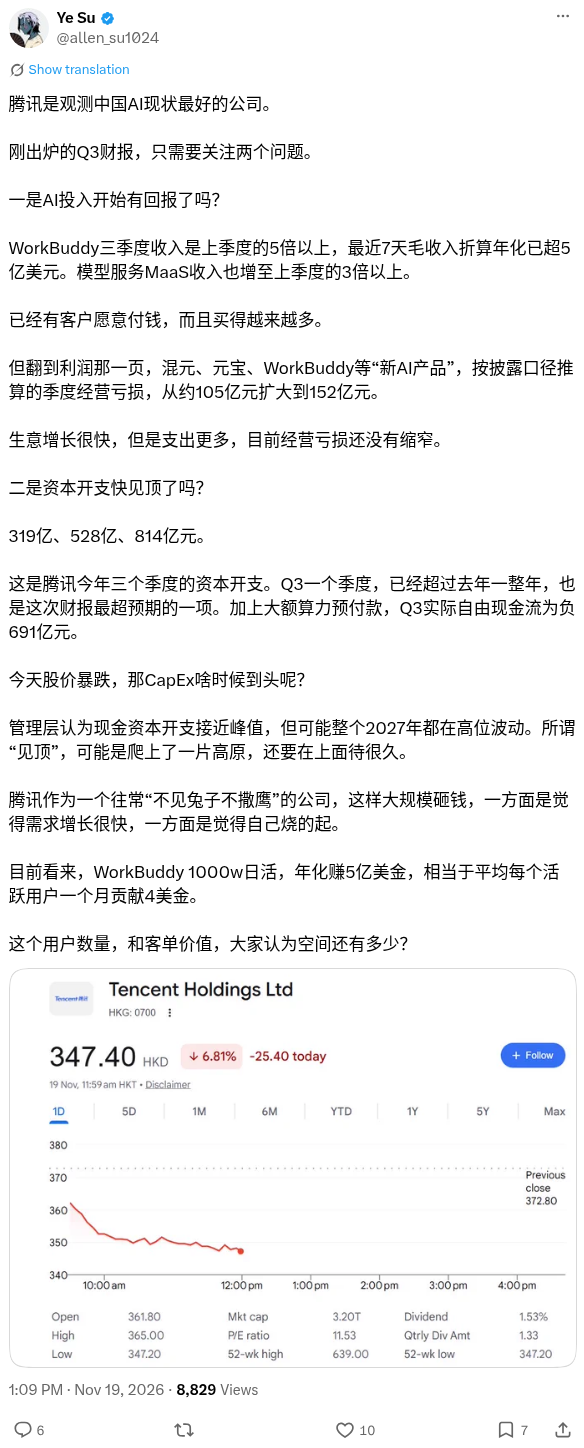 Ye Su
@allen_su1024
Show translation
腾讯是观测中国AI现状最好的公司。
刚出炉的Q3财报，只需要关注两个问题。
一是AI投入开始有回报了吗？
WorkBuddy三季度收入是上季度的5倍以上，最近7天毛收入折算年化已超5
亿美元。模型服务MaaS收入也增至上季度的3倍以上。
已经有客户愿意付钱，而且买得越来越多。
但翻到利润那一页，混元、元宝、WorkBuddy等“新AI产品”，按披露口径推
算的季度经营亏损，从约105亿元扩大到152亿元。
生意增长很快，但是支出更多，目前经营亏损还没有缩窄。
二是资本开支快见顶了吗？
319亿、528亿、814亿元。
这是腾讯今年三个季度的资本开支。Q3一个季度，已经超过去年一整年，也
是这次财报最超预期的一项。加上大额算力预付款，Q3实际自由现金流为负
691亿元。
今天股价暴跌，那CapEx啥时候到头呢？
管理层认为现金资本开支接近峰值，但可能整个2027年都在高位波动。所谓
“见顶”，可能是爬上了一片高原，还要在上面待很久。
腾讯作为一个往常“不见兔子不撒鹰”的公司，这样大规模砸钱，一方面是觉
得需求增长很快，一方面是觉得自己烧的起。
目前看来，WorkBuddy 1000w日活，年化赚5亿美金，相当于平均每个活
跃用户一个月贡献4美金。
这个用户数量，和客单价值，大家认为空间还有多少？
Tencent 腾讯
Tencent Holdings Ltd
HKG: 0700
347.40 HKD ↓ 6.81% -25.40 today
+ Follow
19 Nov, 11:59 am HKT • Disclaimer
1D 5D 1M 6M YTD 1Y 5Y Max
380
370
360
350
340
Previous
close
372.80
10:00 am 12:00 pm 1:00 pm 2:00 pm 3:00 pm 4:00 pm
Open 361.80 Mkt cap 3.20T Dividend 1.53%
High 365.00 P/E ratio 11.53 Qtrly Div Amt 1.33
Low 347.20 52-wk high 639.00 52-wk low 347.20
1:09 PM · Nov 19, 2026 · 8,829 Views
6 10 7